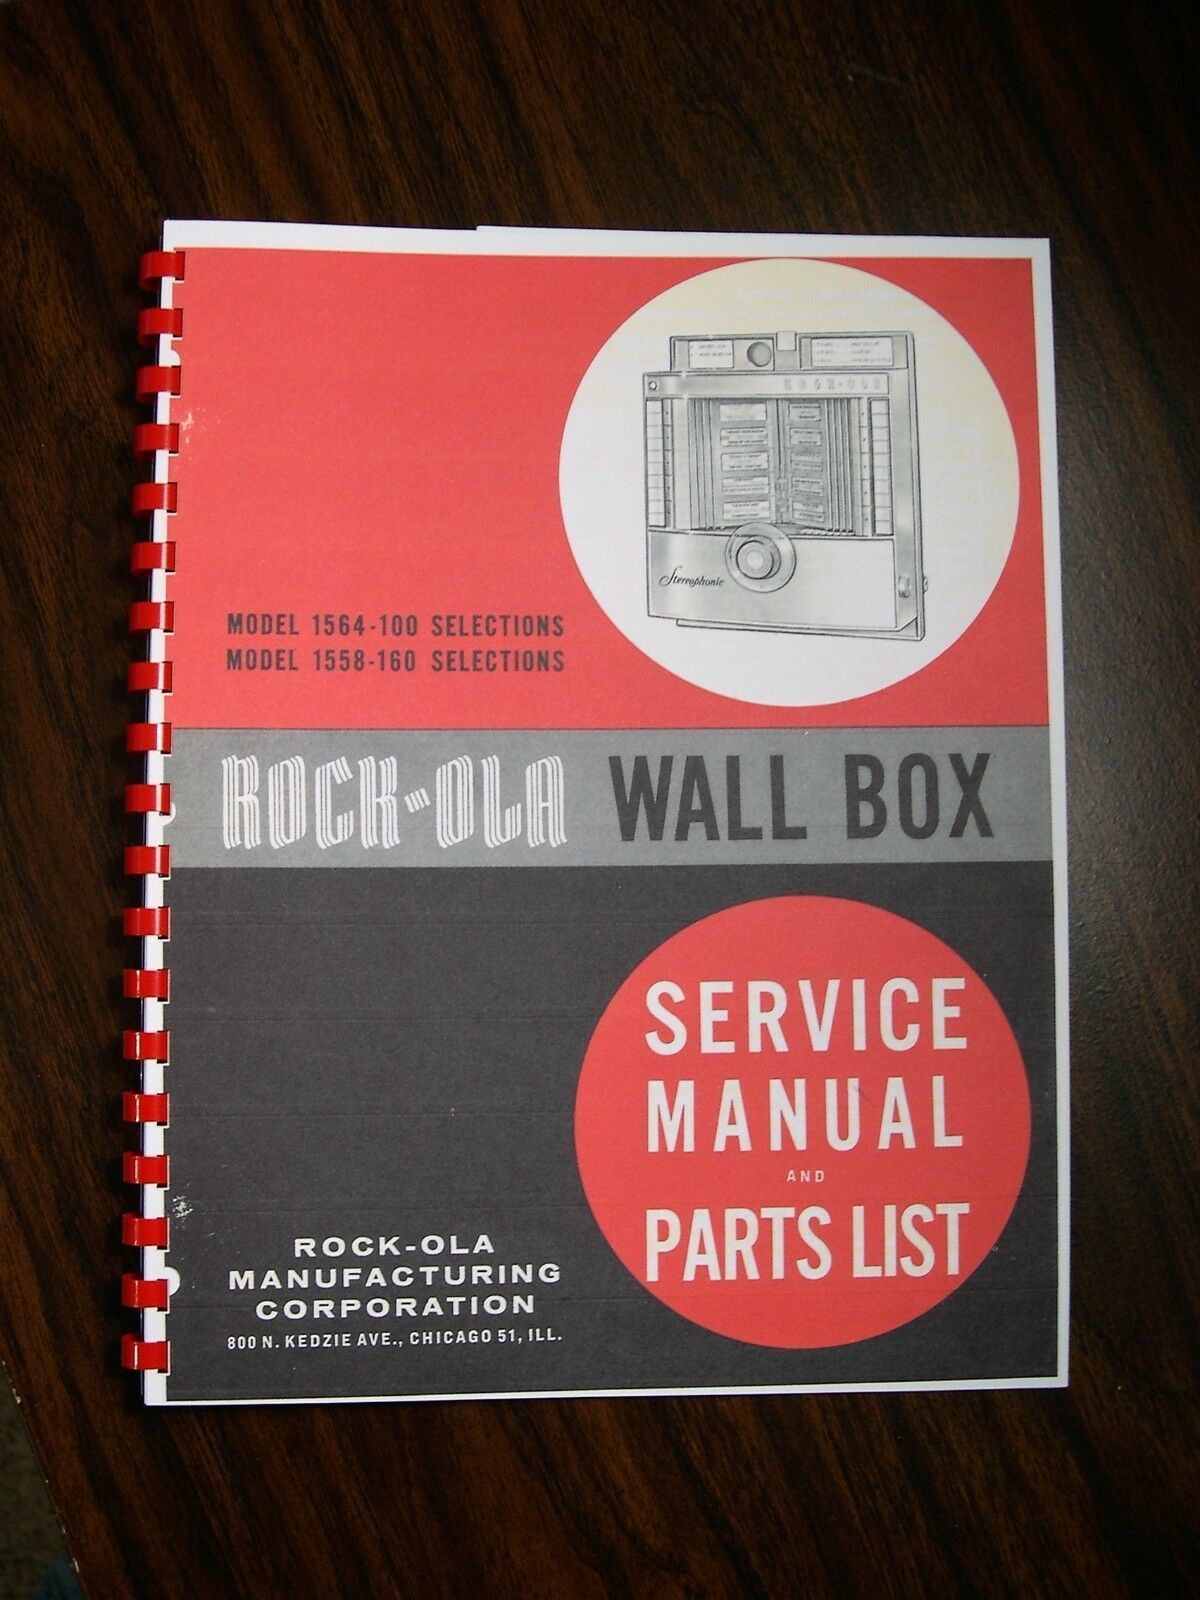 ROCK-OLA
Stereophonic
MODEL 1564-100 SELECTIONS
MODEL 1558-160 SELECTIONS
ROCK-OLA WALL BOX
SERVICE
MANUAL
AND
PARTS LIST
ROCK-OLA
MANUFACTURING
CORPORATION
800 N. KEDZIE AVE., CHICAGO 51, ILL.